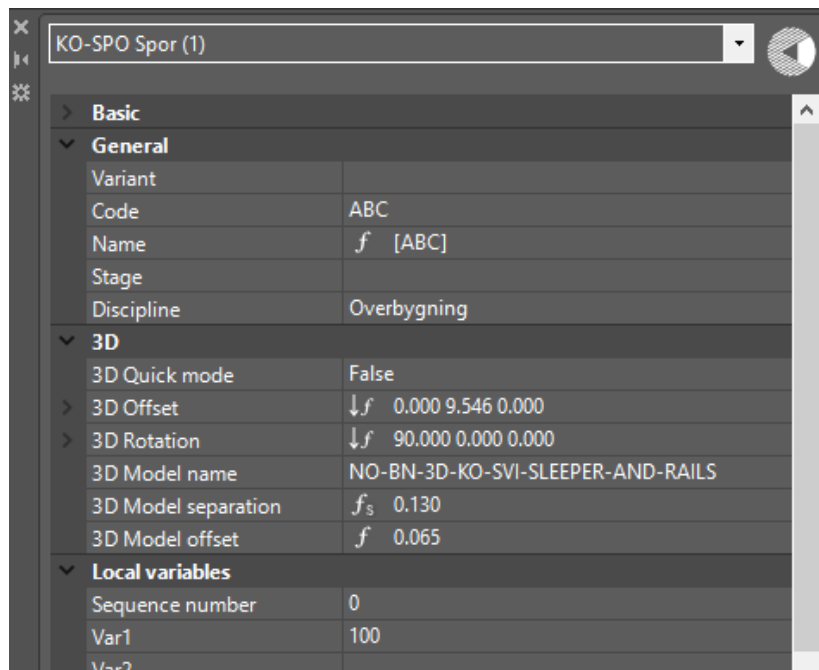 KO-SPO Spor (1)
Basic
General
Variant
Code ABC
Name f [ABC]
Stage
Discipline Overbygning
3D
3D Quick mode False
3D Offset ↓f 0.000 9.546 0.000
3D Rotation ↓f 90.000 0.000 0.000
3D Model name NO-BN-3D-KO-SVI-SLEEPER-AND-RAILS
3D Model separation fs 0.130
3D Model offset f 0.065
Local variables
Sequence number 0
Var1 100
Var2